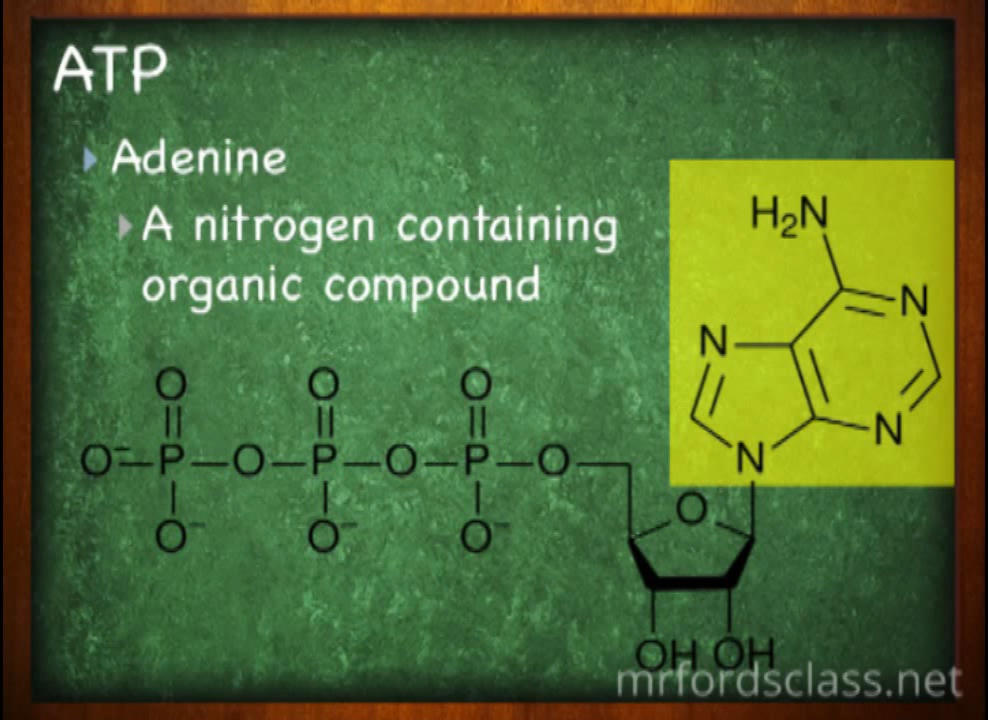 ATP
Adenine
A nitrogen containing
organic compound
H₂N
N
N
N
N
O O O
O⁻ P O P O P O
O⁻ O⁻ O⁻
O
OH OH
mrfordsclass.net